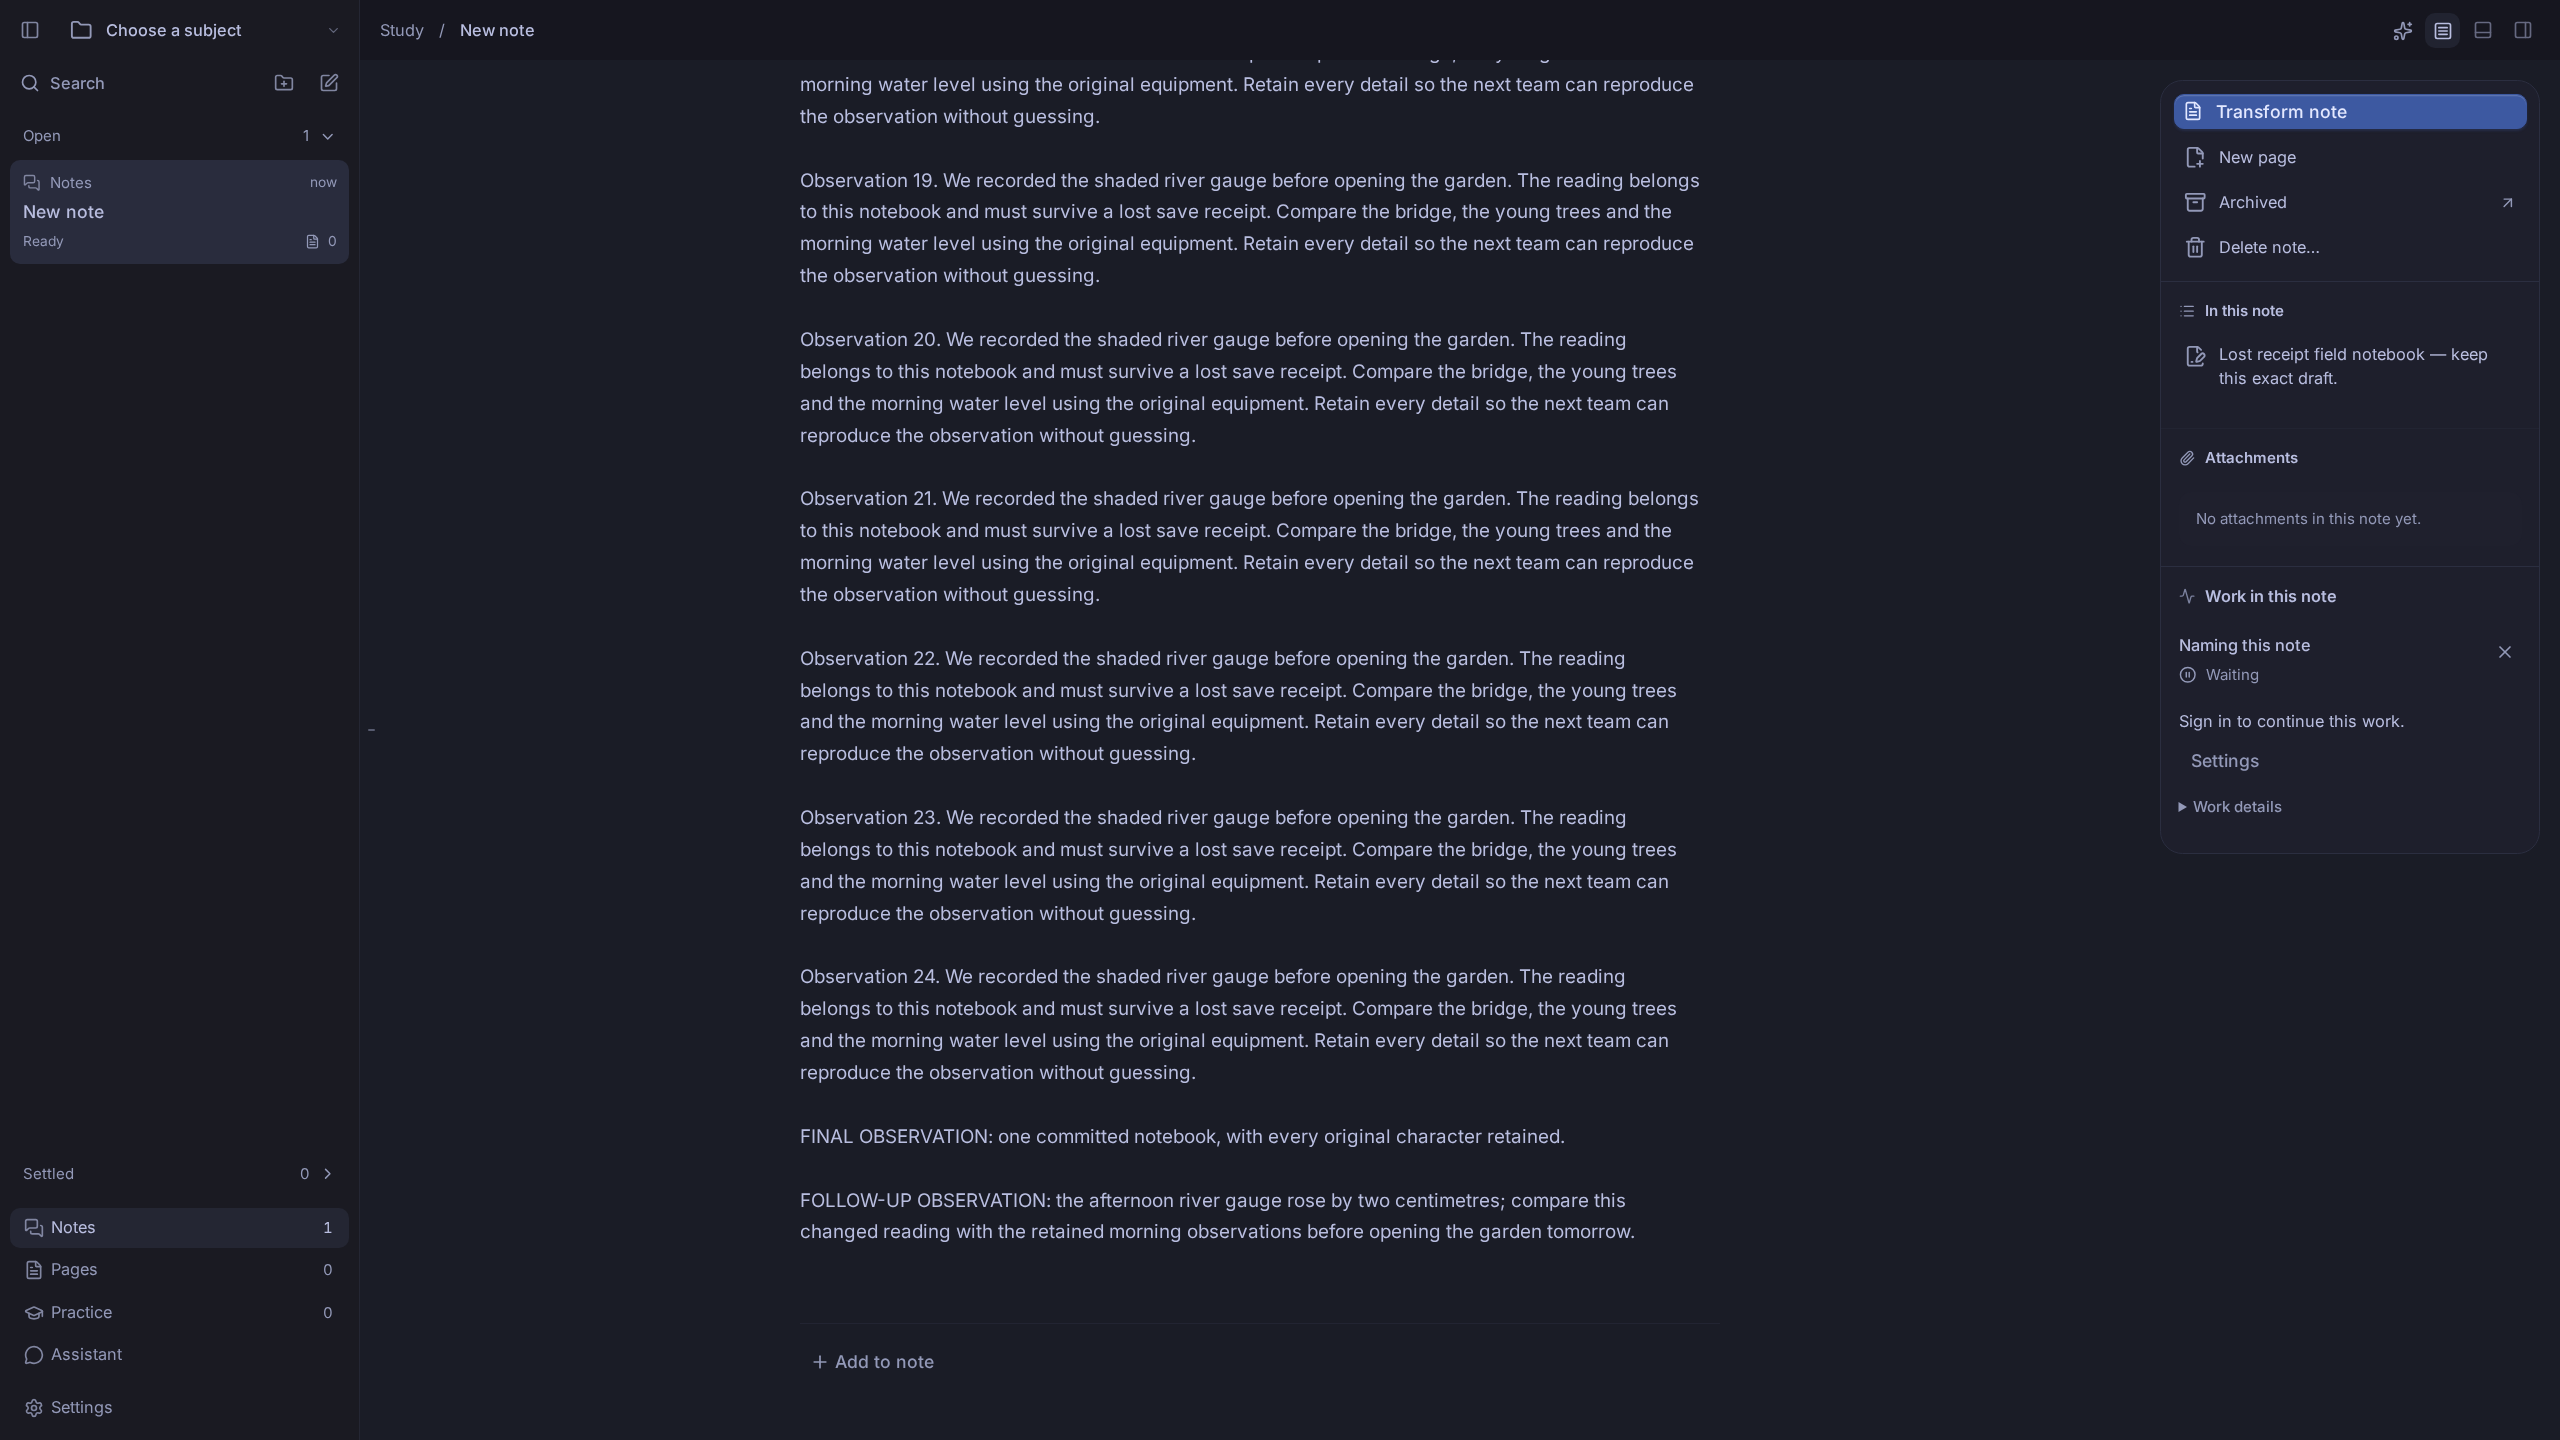 Choose a subject
Search
Open 1
Notes now
New note
Ready 0
Settled 0
Notes 1
Pages 0
Practice 0
Assistant
Settings
Study / New note
morning water level using the original equipment. Retain every detail so the next team can reproduce
the observation without guessing.
Observation 19. We recorded the shaded river gauge before opening the garden. The reading belongs
to this notebook and must survive a lost save receipt. Compare the bridge, the young trees and the
morning water level using the original equipment. Retain every detail so the next team can reproduce
the observation without guessing.
Observation 20. We recorded the shaded river gauge before opening the garden. The reading
belongs to this notebook and must survive a lost save receipt. Compare the bridge, the young trees
and the morning water level using the original equipment. Retain every detail so the next team can
reproduce the observation without guessing.
Observation 21. We recorded the shaded river gauge before opening the garden. The reading belongs
to this notebook and must survive a lost save receipt. Compare the bridge, the young trees and the
morning water level using the original equipment. Retain every detail so the next team can reproduce
the observation without guessing.
Observation 22. We recorded the shaded river gauge before opening the garden. The reading
belongs to this notebook and must survive a lost save receipt. Compare the bridge, the young trees
and the morning water level using the original equipment. Retain every detail so the next team can
reproduce the observation without guessing.
Observation 23. We recorded the shaded river gauge before opening the garden. The reading
belongs to this notebook and must survive a lost save receipt. Compare the bridge, the young trees
and the morning water level using the original equipment. Retain every detail so the next team can
reproduce the observation without guessing.
Observation 24. We recorded the shaded river gauge before opening the garden. The reading
belongs to this notebook and must survive a lost save receipt. Compare the bridge, the young trees
and the morning water level using the original equipment. Retain every detail so the next team can
reproduce the observation without guessing.
FINAL OBSERVATION: one committed notebook, with every original character retained.
FOLLOW-UP OBSERVATION: the afternoon river gauge rose by two centimetres; compare this
changed reading with the retained morning observations before opening the garden tomorrow.
Add to note
Transform note
New page
Archived
Delete note...
In this note
Lost receipt field notebook — keep
this exact draft.
Attachments
No attachments in this note yet.
Work in this note
Naming this note
Waiting
Sign in to continue this work.
Settings
Work details